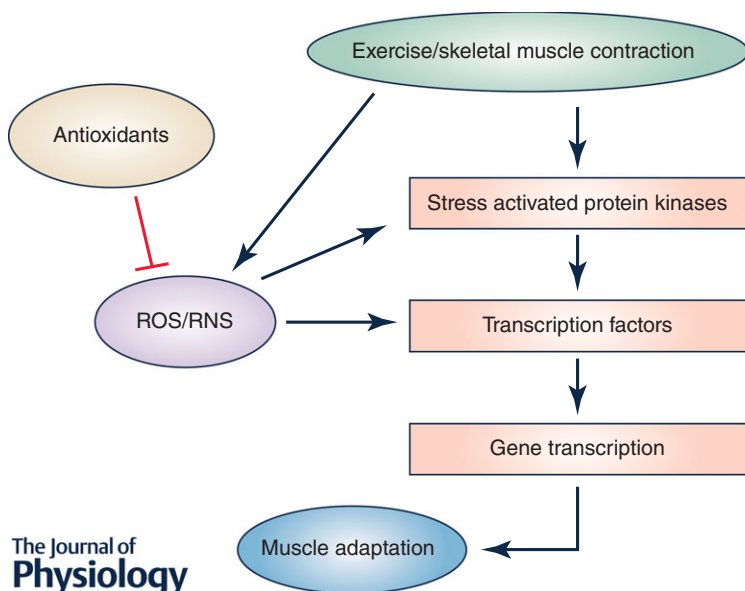 Exercise/skeletal muscle contraction
Antioxidants
Stress activated protein kinases
ROS/RNS
Transcription factors
Gene transcription
Muscle adaptation
The Journal of
Physiology